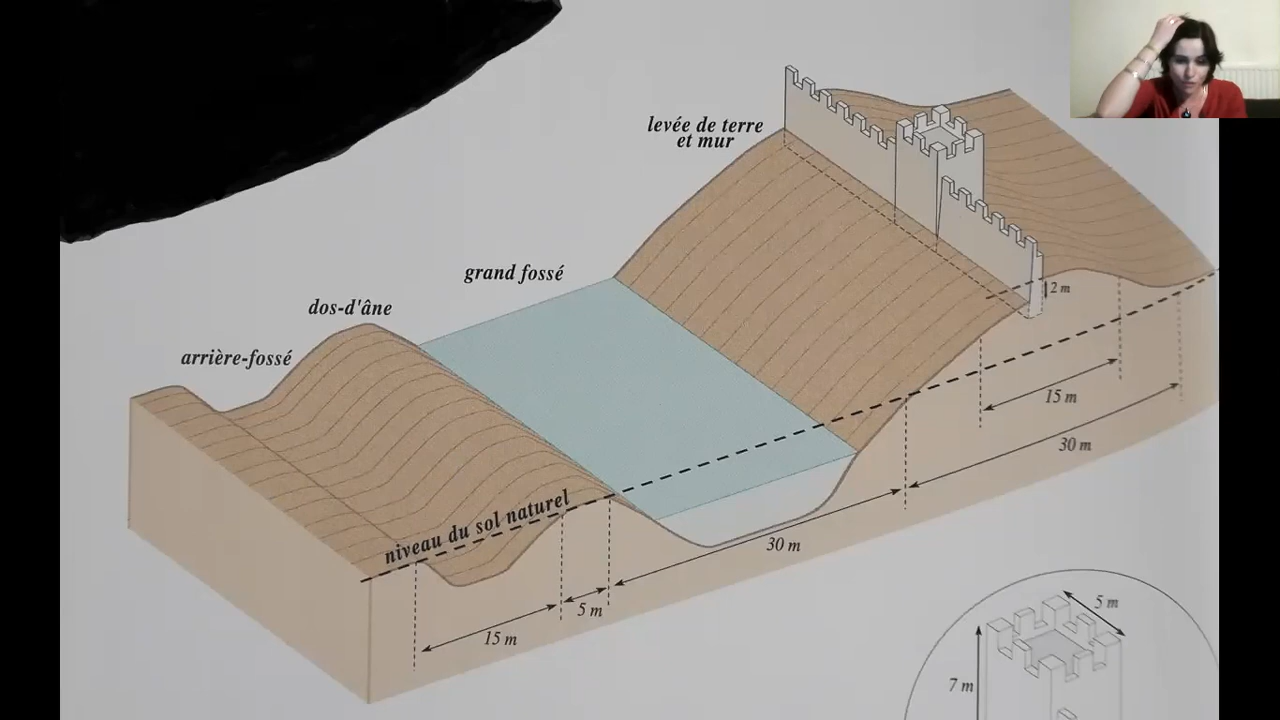 levée de terre
et mur
grand fossé
dos-d'âne
arrière-fossé
2 m
15 m
30 m
niveau du sol naturel
30 m
5 m
15 m
5 m
7 m